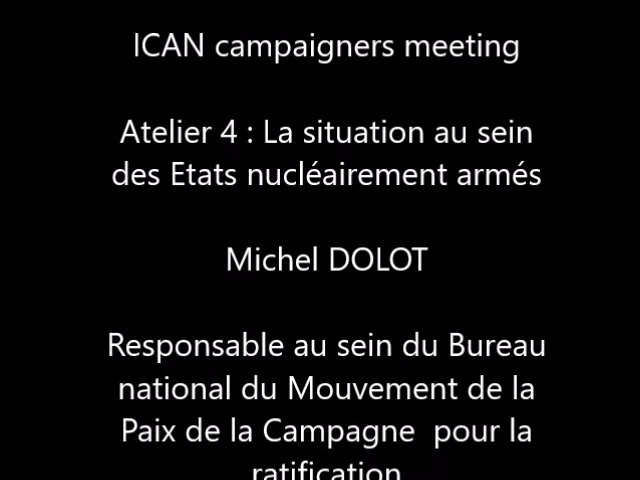 ICAN campaigners meeting
Atelier 4 : La situation au sein
des Etats nucléairement armés
Michel DOLOT
Responsable au sein du Bureau
national du Mouvement de la
Paix de la Campagne  pour la
ratification